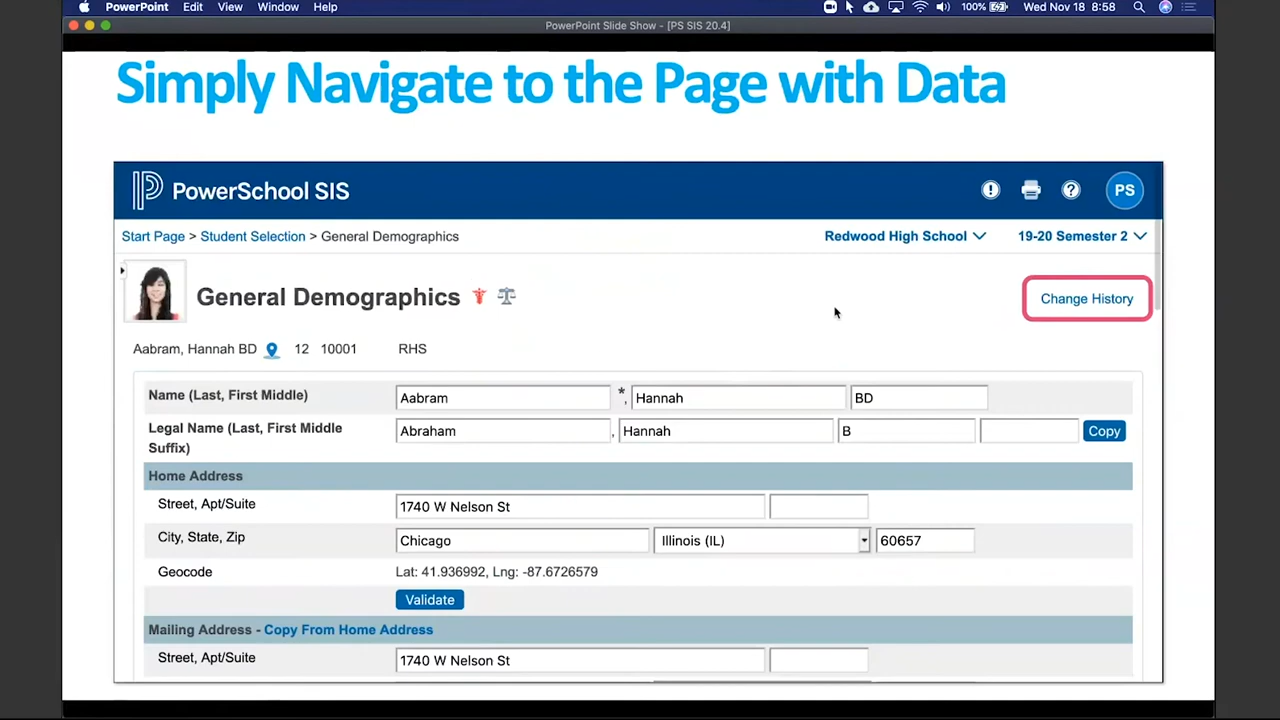 PowerPoint Edit View Window Help 100% Wed Nov 18 8:58
PowerPoint Slide Show - [PS SIS 20.4]
Simply Navigate to the Page with Data
PowerSchool SIS PS
Start Page > Student Selection > General Demographics Redwood High School 19-20 Semester 2
General Demographics Change History
Aabram, Hannah BD 12 10001 RHS
Name (Last, First Middle) Aabram *, Hannah BD
Legal Name (Last, First Middle Suffix) Abraham , Hannah B Copy
Home Address
Street, Apt/Suite 1740 W Nelson St
City, State, Zip Chicago Illinois (IL) 60657
Geocode Lat: 41.936992, Lng: -87.6726579
Validate
Mailing Address - Copy From Home Address
Street, Apt/Suite 1740 W Nelson St